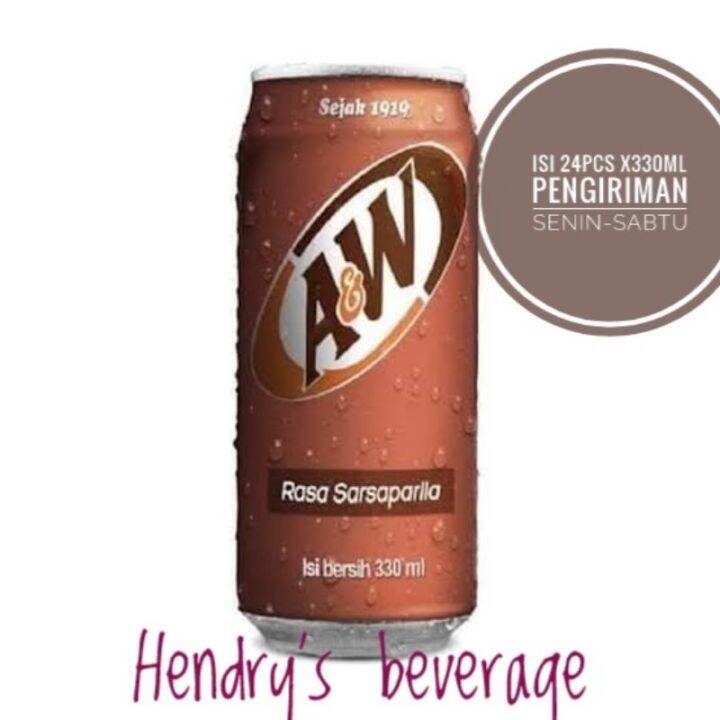 Sejak 1919
A&W
Rasa Sarsaparila
Isi bersih 330 ml
ISI 24PCS X330ML
PENGIRIMAN
SENIN-SABTU
Hendry's beverage